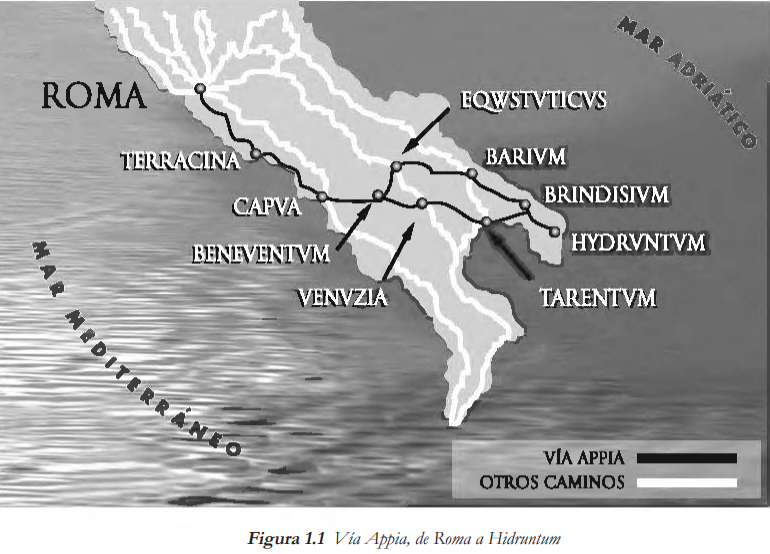 MAR ADRIÁTICO
ROMA
EQWSTVTICVS
TERRACINA
BARIVM
CAPVA
BRINDISIVM
BENEVENTVM
HYDRVNTVM
VENVZIA
TARENTVM
MAR MEDITERRÁNEO
VÍA APPIA
OTROS CAMINOS
Figura 1.1 Vía Appia, de Roma a Hidruntum